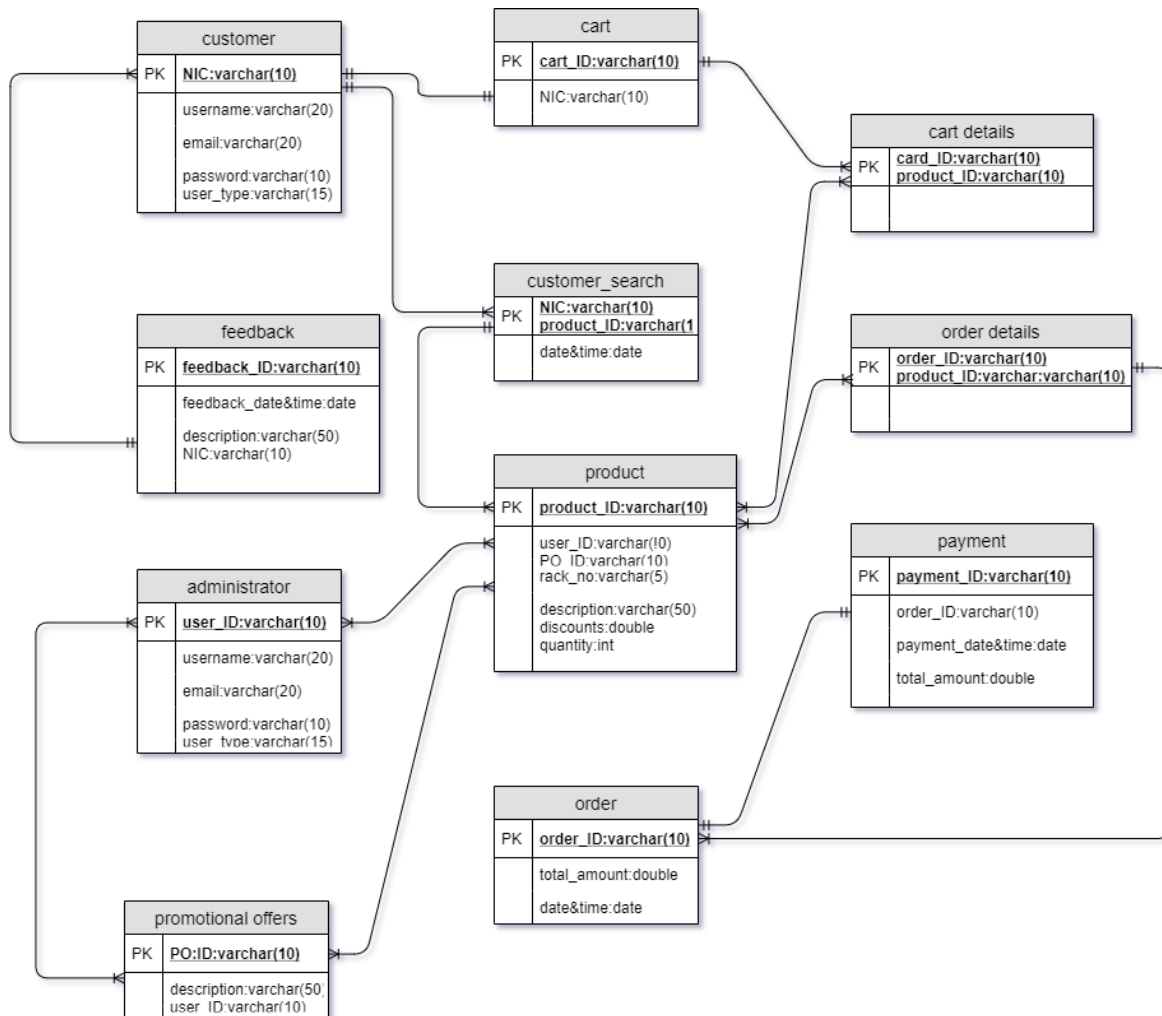 customer
PK
NIC:varchar(10)
username:varchar(20)
email:varchar(20)
password:varchar(10)
user_type:varchar(15)
cart
PK
cart_ID:varchar(10)
NIC:varchar(10)
cart details
PK
card_ID:varchar(10)
product_ID:varchar(10)
customer_search
PK
NIC:varchar(10)
product_ID:varchar(1
date&time:date
feedback
PK
feedback_ID:varchar(10)
feedback_date&time:date
description:varchar(50)
NIC:varchar(10)
order details
PK
order_ID:varchar(10)
product_ID:varchar:varchar(10)
product
PK
product_ID:varchar(10)
user_ID:varchar(!0)
PO_ID:varchar(10)
rack_no:varchar(5)
description:varchar(50)
discounts:double
quantity:int
payment
PK
payment_ID:varchar(10)
order_ID:varchar(10)
payment_date&time:date
total_amount:double
administrator
PK
user_ID:varchar(10)
username:varchar(20)
email:varchar(20)
password:varchar(10)
user_type:varchar(15)
order
PK
order_ID:varchar(10)
total_amount:double
date&time:date
promotional offers
PK
PO:ID:varchar(10)
description:varchar(50
user_ID:varchar(10)